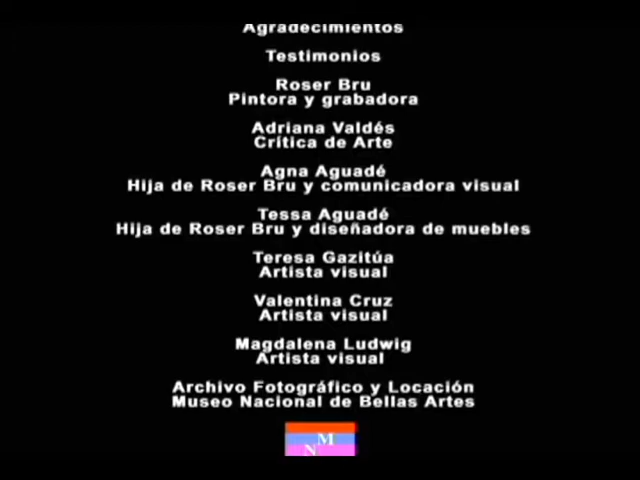 Agradecimientos
Testimonios
Roser Bru
Pintora y grabadora
Adriana Valdés
Crítica de Arte
Agna Aguadé
Hija de Roser Bru y comunicadora visual
Tessa Aguadé
Hija de Roser Bru y diseñadora de muebles
Teresa Gazitúa
Artista visual
Valentina Cruz
Artista visual
Magdalena Ludwig
Artista visual
Archivo Fotográfico y Locación
Museo Nacional de Bellas Artes
M
N